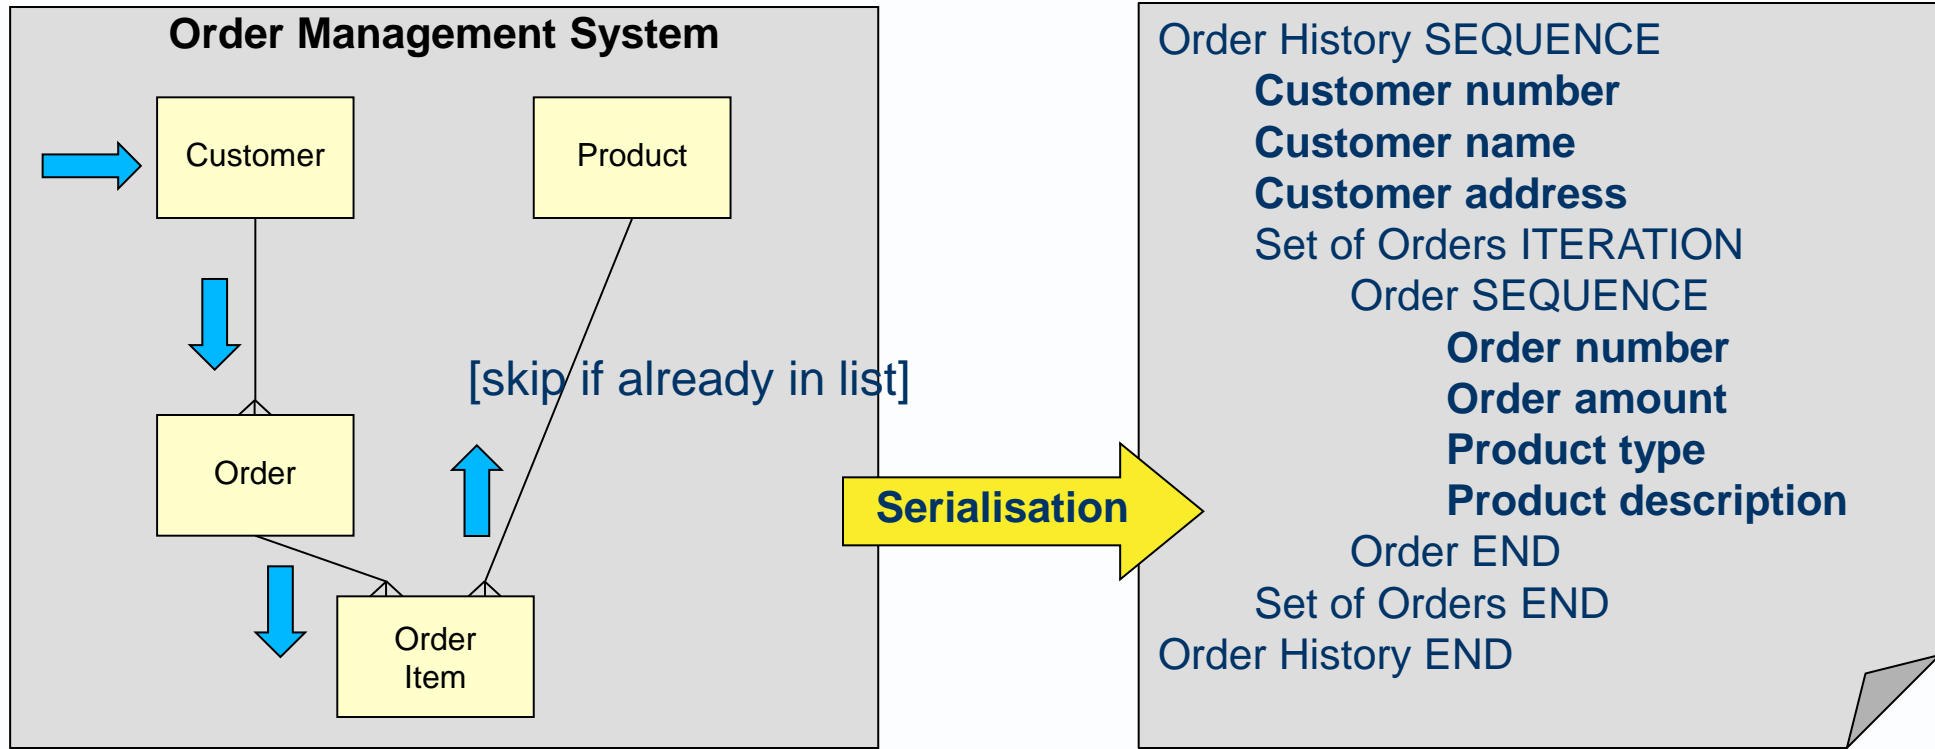 Order Management System
Customer
Product
[skip if already in list]
Order
Order
Item
Serialisation
Order History SEQUENCE
Customer number
Customer name
Customer address
Set of Orders ITERATION
Order SEQUENCE
Order number
Order amount
Product type
Product description
Order END
Set of Orders END
Order History END